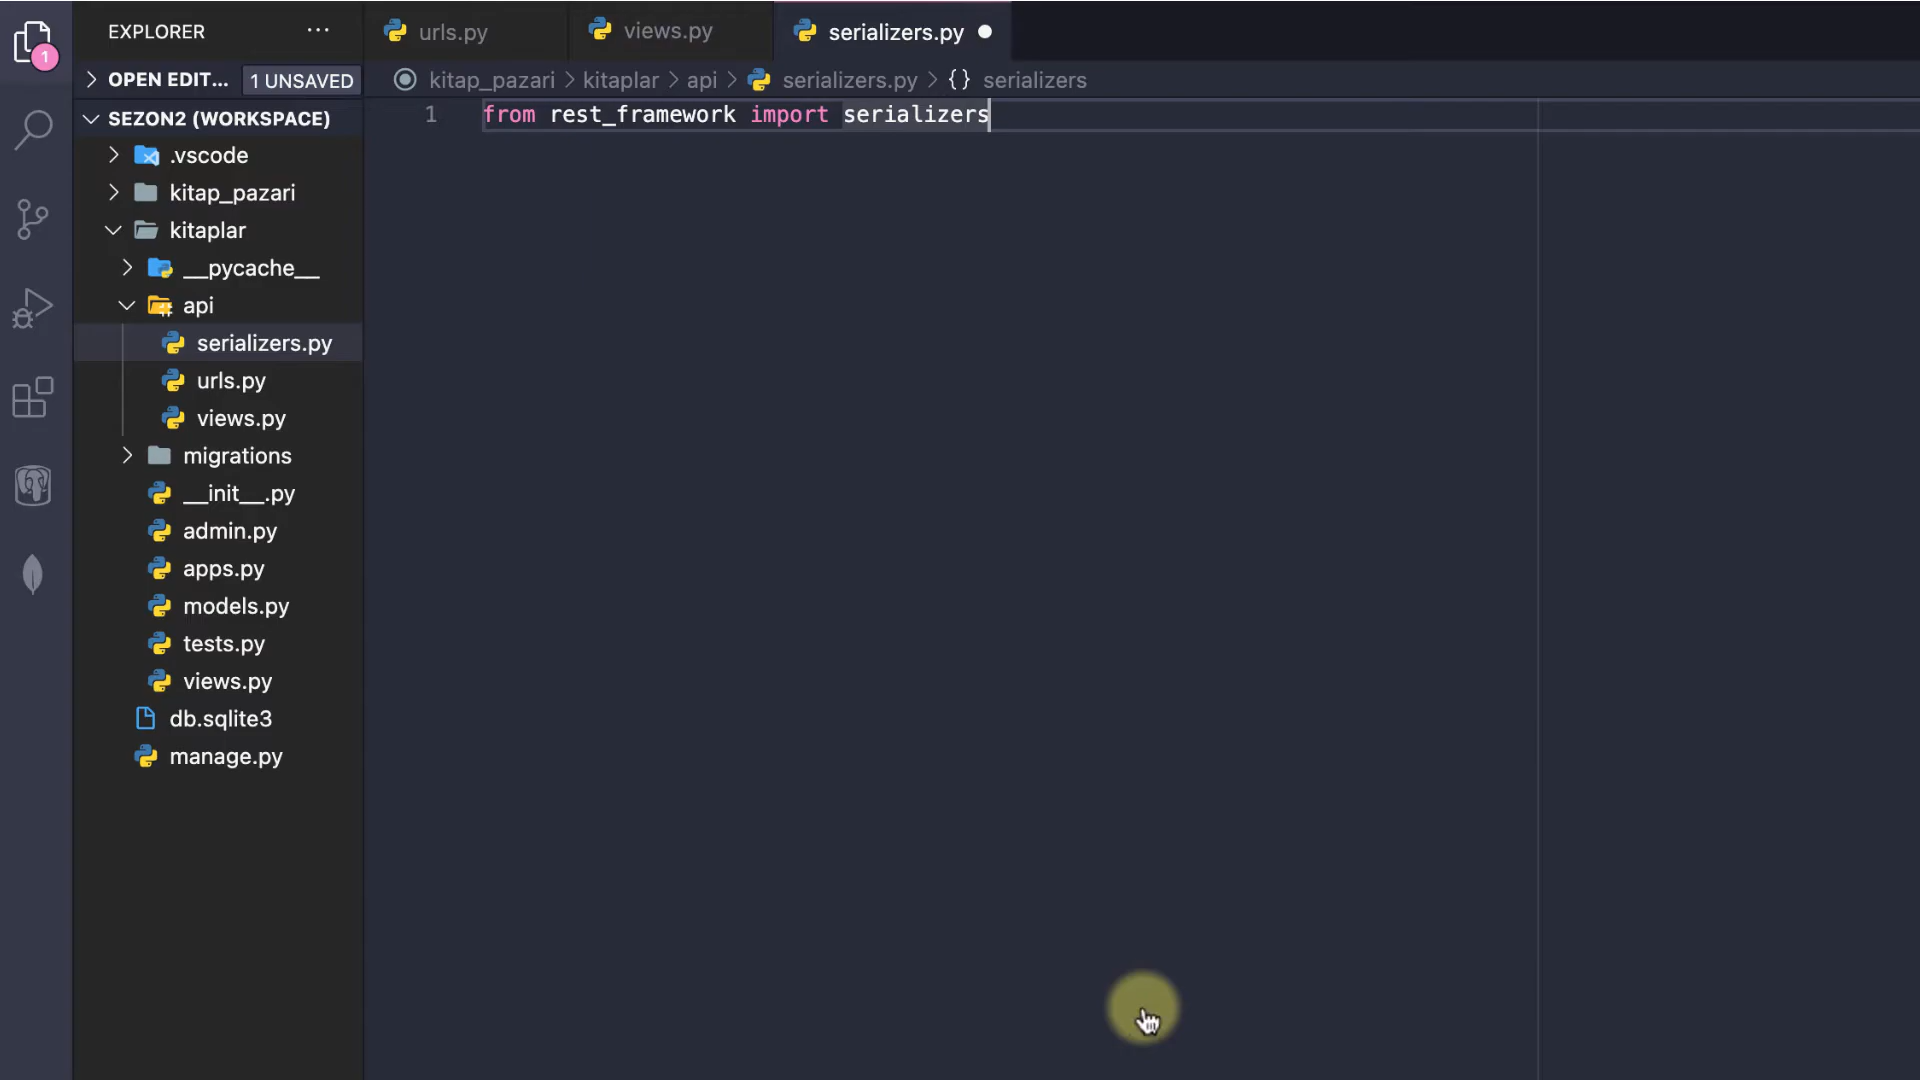 EXPLORER ··· urls.py views.py serializers.py
1
OPEN EDIT... 1 UNSAVED kitap_pazari > kitaplar > api > serializers.py > {} serializers
SEZON2 (WORKSPACE)
1 from rest_framework import serializers
.vscode
kitap_pazari
kitaplar
__pycache__
api
serializers.py
urls.py
views.py
migrations
__init__.py
admin.py
apps.py
models.py
tests.py
views.py
db.sqlite3
manage.py